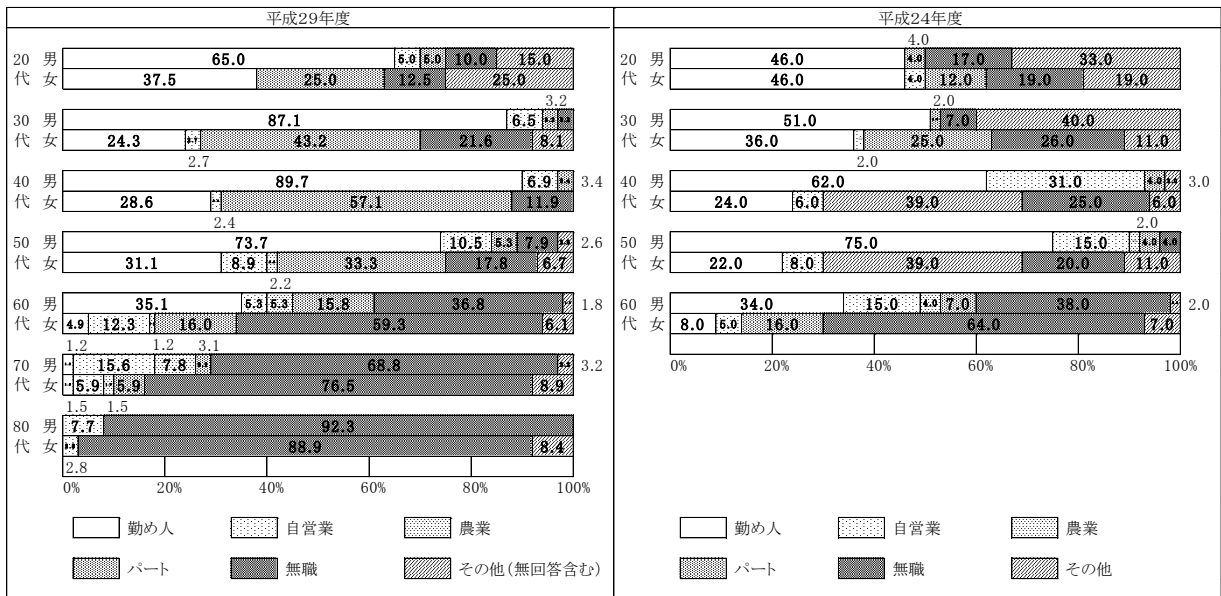 平成29年度
20 男 65.0 5.0 5.0 10.0 15.0
代 女 37.5 25.0 12.5 25.0
3.2
30 男 87.1 6.5
代 女 24.3 2.7 43.2 21.6 8.1
2.7
40 男 89.7 6.9 3.4 3.4
代 女 28.6 57.1 11.9
2.4
50 男 73.7 10.5 5.3 7.9 2.6 2.6
代 女 31.1 8.9 33.3 17.8 6.7
2.2
60 男 35.1 5.3 5.3 15.8 36.8 1.8
代 女 4.9 12.3 16.0 59.3 6.1
1.2 1.2 3.1
70 男 15.6 7.8 68.8 3.2
代 女 5.9 5.9 76.5 8.9
1.5 1.5
80 男 7.7 92.3
代 女 88.9 8.4
2.8
0% 20% 40% 60% 80% 100%
勤め人 自営業 農業
パート 無職 その他(無回答含む)
平成24年度
4.0
20 男 46.0 4.0 17.0 33.0
代 女 46.0 4.0 12.0 19.0 19.0
2.0
30 男 51.0 7.0 40.0
代 女 36.0 25.0 26.0 11.0
2.0
40 男 62.0 31.0 4.0 3.0
代 女 24.0 6.0 39.0 25.0 6.0
2.0
50 男 75.0 15.0 4.0 4.0
代 女 22.0 8.0 39.0 20.0 11.0
60 男 34.0 15.0 4.0 7.0 38.0 2.0
代 女 8.0 5.0 16.0 64.0 7.0
0% 20% 40% 60% 80% 100%
勤め人 自営業 農業
パート 無職 その他